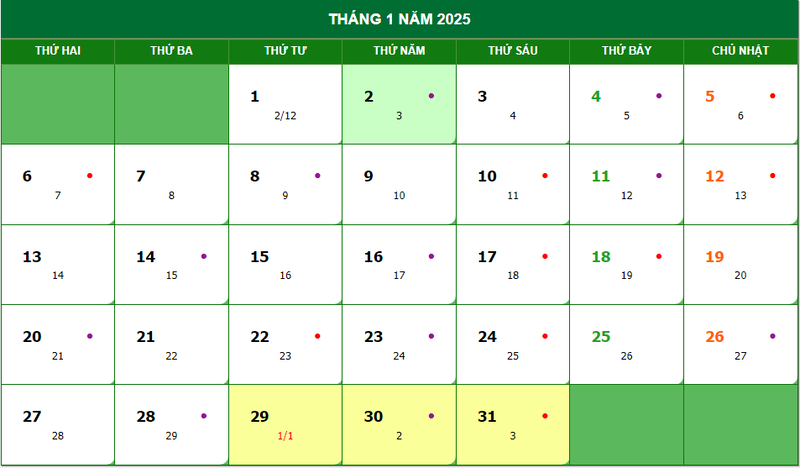 THÁNG 1 NĂM 2025
THỨ HAI THỨ BA THỨ TƯ THỨ NĂM THỨ SÁU THỨ BẢY CHỦ NHẬT
1 2 3 4 5
2/12 3 4 5 6
6 7 8 9 10 11 12
7 8 9 10 11 12 13
13 14 15 16 17 18 19
14 15 16 17 18 19 20
20 21 22 23 24 25 26
21 22 23 24 25 26 27
27 28 29 30 31
28 29 1/1 2 3